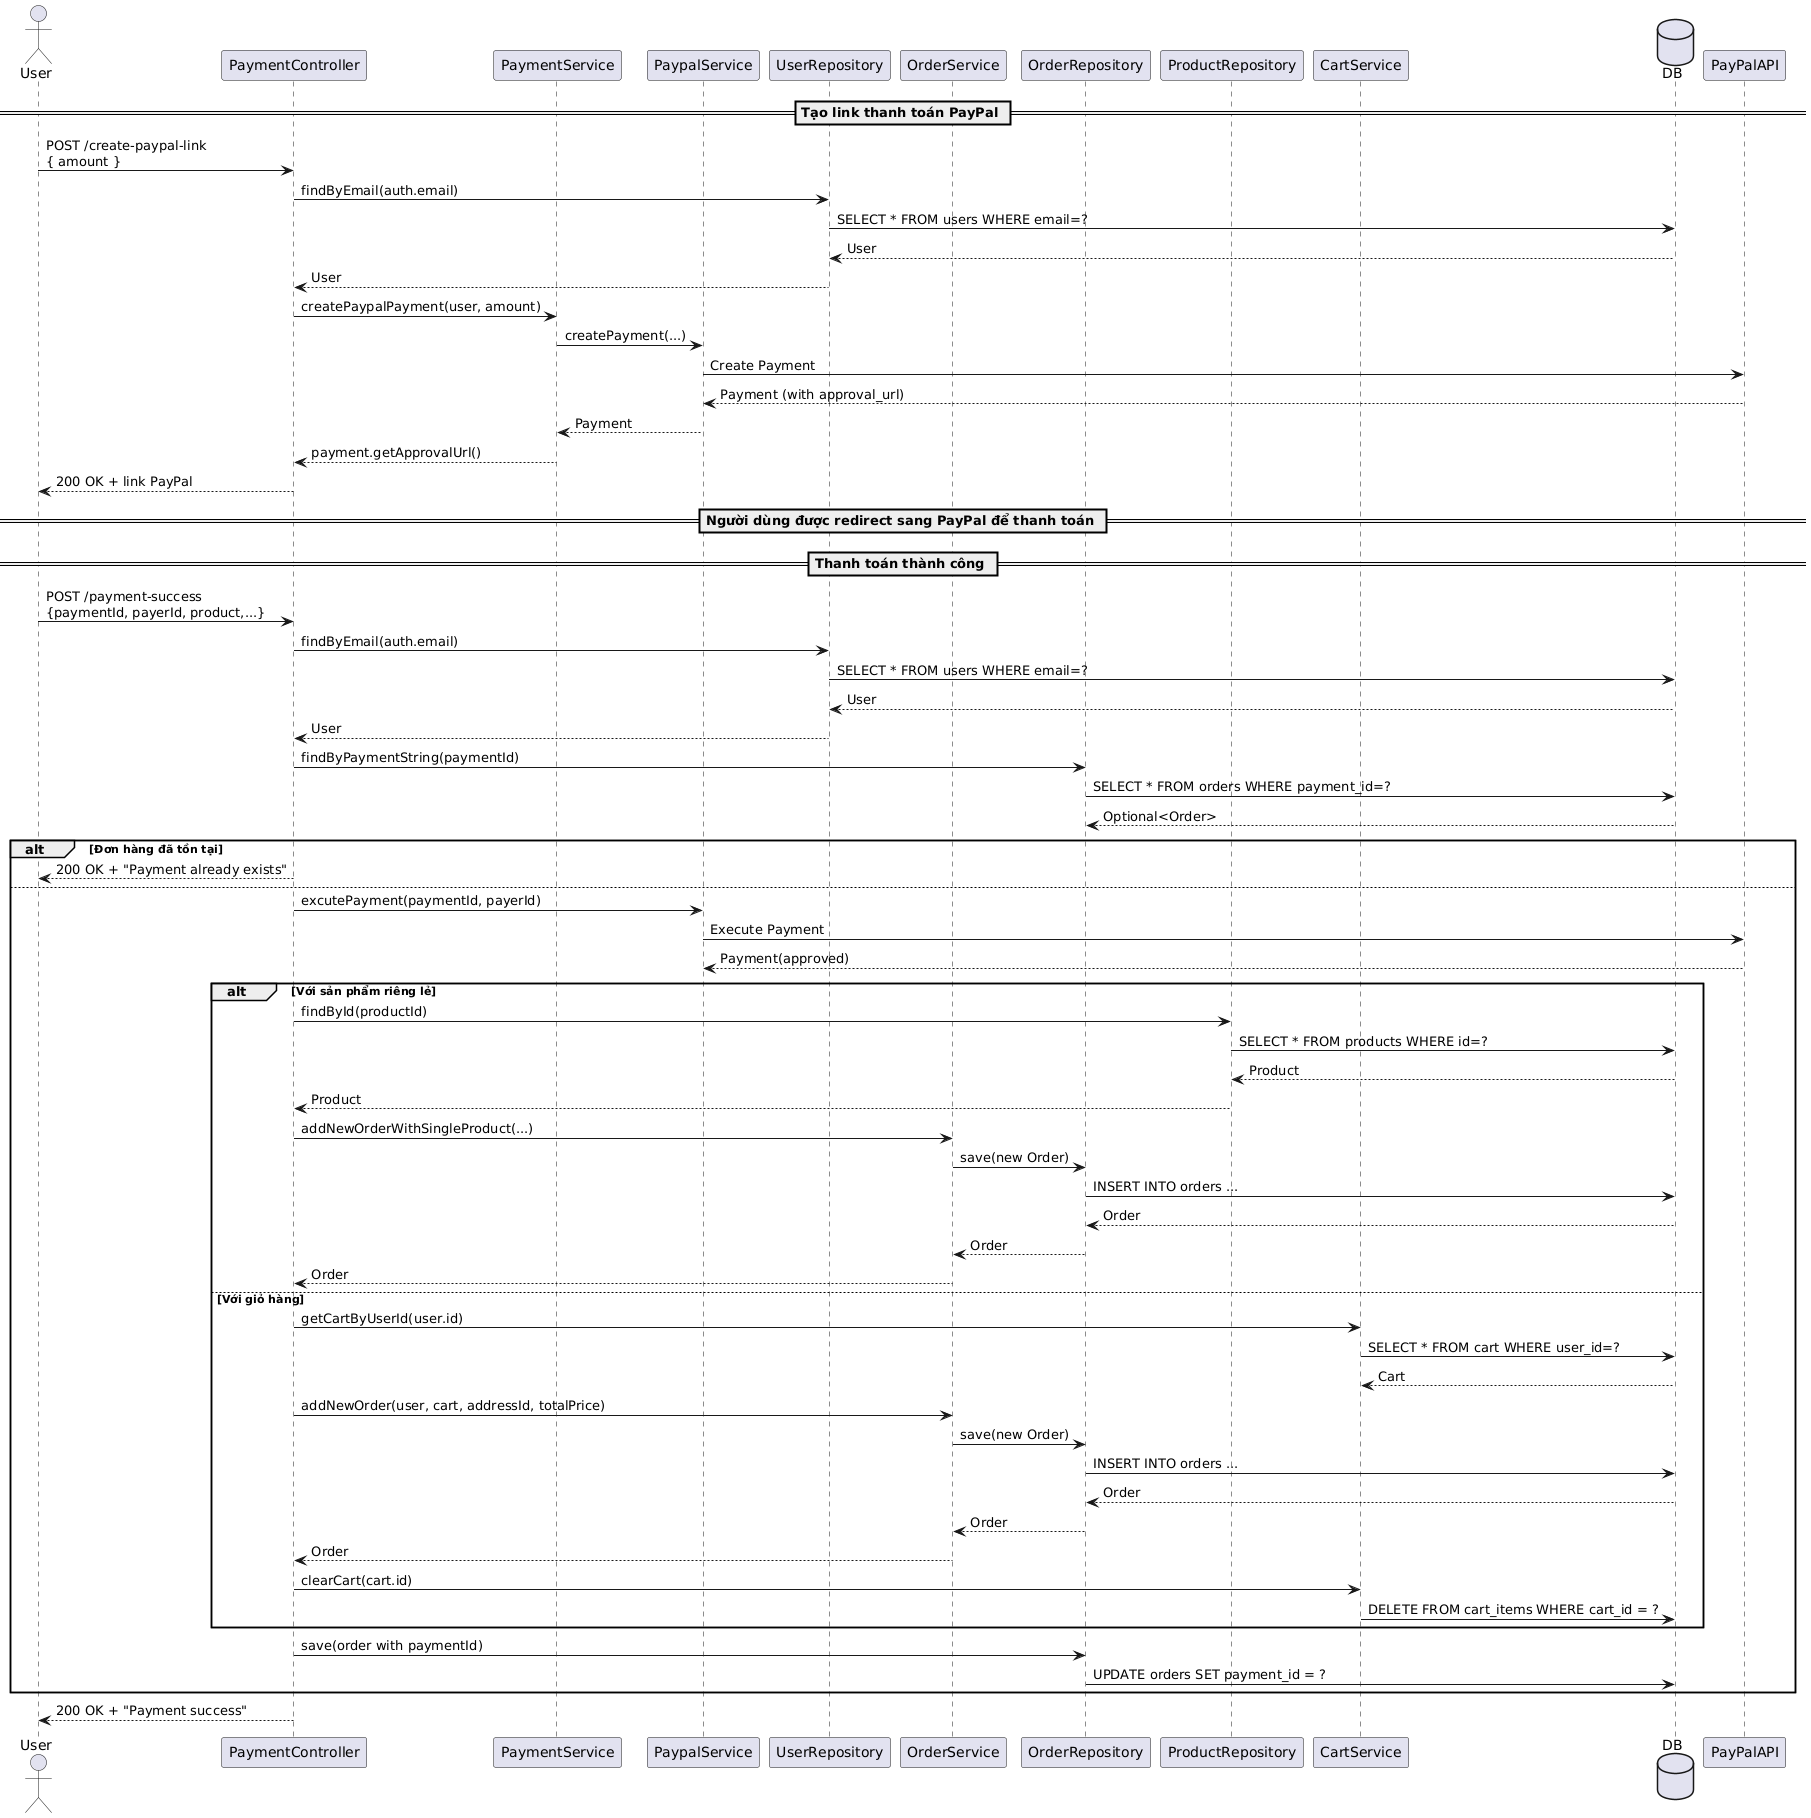 User
PaymentController
PaymentService
PaypalService
UserRepository
OrderService
OrderRepository
ProductRepository
CartService
DB
PayPalAPI
Tạo link thanh toán PayPal
POST /create-paypal-link
{ amount }
findByEmail(auth.email)
SELECT * FROM users WHERE email=?
User
User
createPaypalPayment(user, amount)
createPayment(...)
Create Payment
Payment (with approval_url)
Payment
payment.getApprovalUrl()
200 OK + link PayPal
Người dùng được redirect sang PayPal để thanh toán
Thanh toán thành công
POST /payment-success
{paymentId, payerId, product,...}
findByEmail(auth.email)
SELECT * FROM users WHERE email=?
User
User
findByPaymentString(paymentId)
SELECT * FROM orders WHERE payment_id=?
Optional<Order>
alt [Đơn hàng đã tồn tại]
200 OK + "Payment already exists"
excutePayment(paymentId, payerId)
Execute Payment
Payment(approved)
alt [Với sản phẩm riêng lẻ]
findById(productId)
SELECT * FROM products WHERE id=?
Product
Product
addNewOrderWithSingleProduct(...)
save(new Order)
INSERT INTO orders ...
Order
Order
Order
[Với giỏ hàng]
getCartByUserId(user.id)
SELECT * FROM cart WHERE user_id=?
Cart
addNewOrder(user, cart, addressId, totalPrice)
save(new Order)
INSERT INTO orders ...
Order
Order
Order
clearCart(cart.id)
DELETE FROM cart_items WHERE cart_id = ?
save(order with paymentId)
UPDATE orders SET payment_id = ?
200 OK + "Payment success"
User
PaymentController
PaymentService
PaypalService
UserRepository
OrderService
OrderRepository
ProductRepository
CartService
DB
PayPalAPI